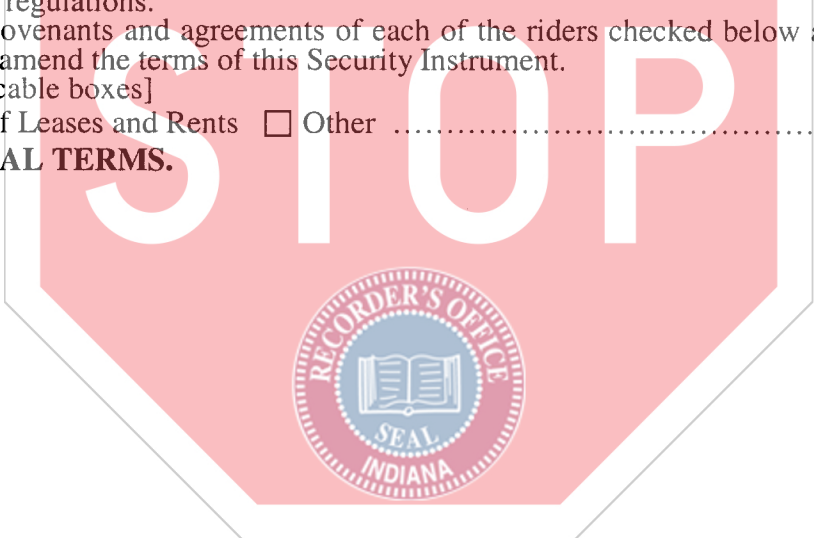 regulations.
ovenants and agreements of each of the riders checked below
amend the terms of this Security Instrument.
cable boxes]
f Leases and Rents ☐ Other ........................................................
AL TERMS.
STOP
RECORDER'S OFFICE
SEAL
INDIANA